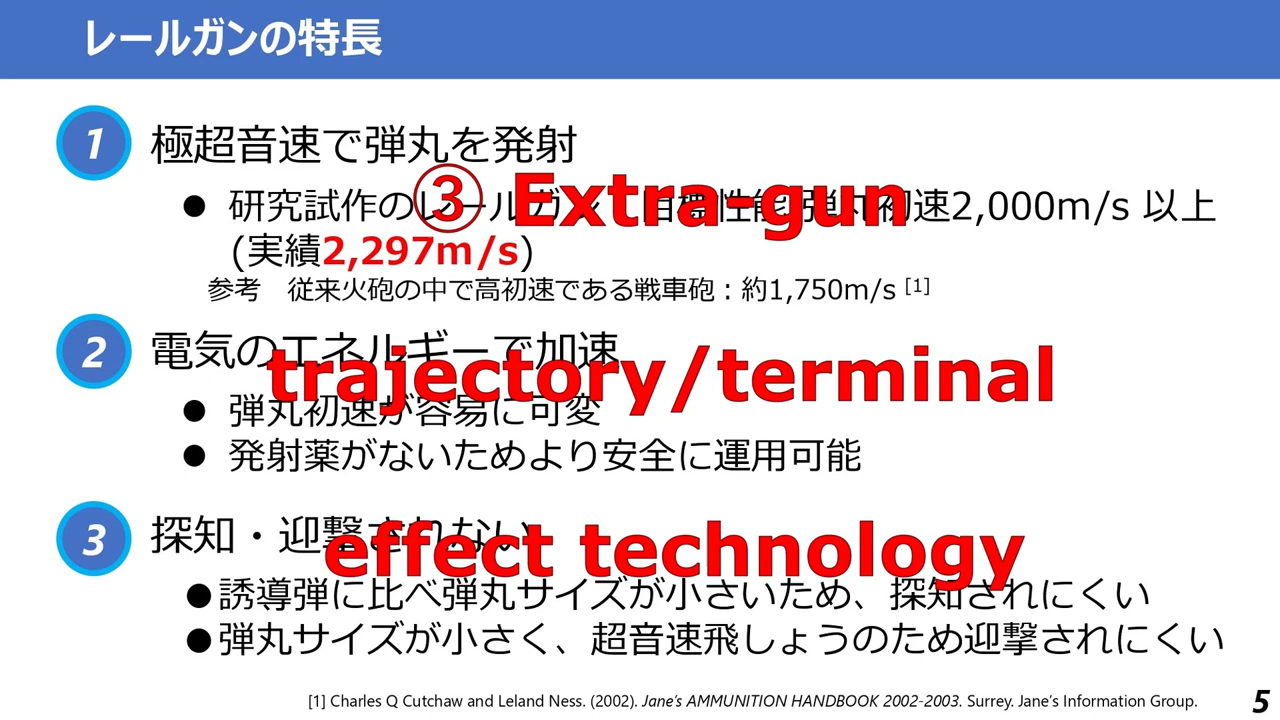 レールガンの特長
1 極超音速で弾丸を発射
③ Extra-gun
● 研究試作のレールガン 目標性能 弾丸初速2,000m/s 以上
(実績2,297m/s)
参考 従来火砲の中で高初速である戦車砲：約1,750m/s [1]
2 電気のエネルギーで加速
trajectory/terminal
● 弾丸初速が容易に可変
● 発射薬がないためより安全に運用可能
3 探知・迎撃されない
effect technology
●誘導弾に比べ弾丸サイズが小さいため、探知されにくい
●弾丸サイズが小さく、超音速飛しょうのため迎撃されにくい
[1] Charles Q Cutchaw and Leland Ness. (2002). Jane's AMMUNITION HANDBOOK 2002-2003. Surrey. Jane's Information Group.
5